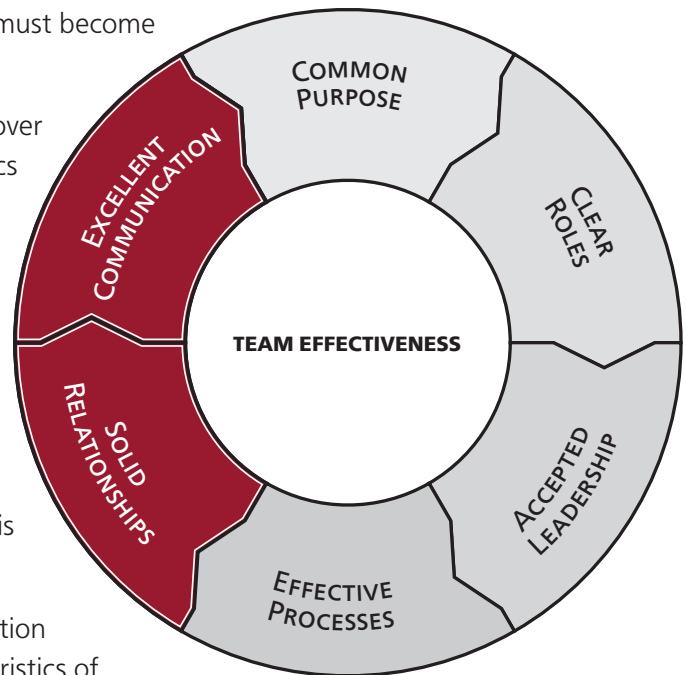 must become
over
cs
is
tion
ristics of
COMMON
PURPOSE
CLEAR
ROLES
ACCEPTED
LEADERSHIP
EFFECTIVE
PROCESSES
SOLID
RELATIONSHIPS
EXCELLENT
COMMUNICATION
TEAM EFFECTIVENESS